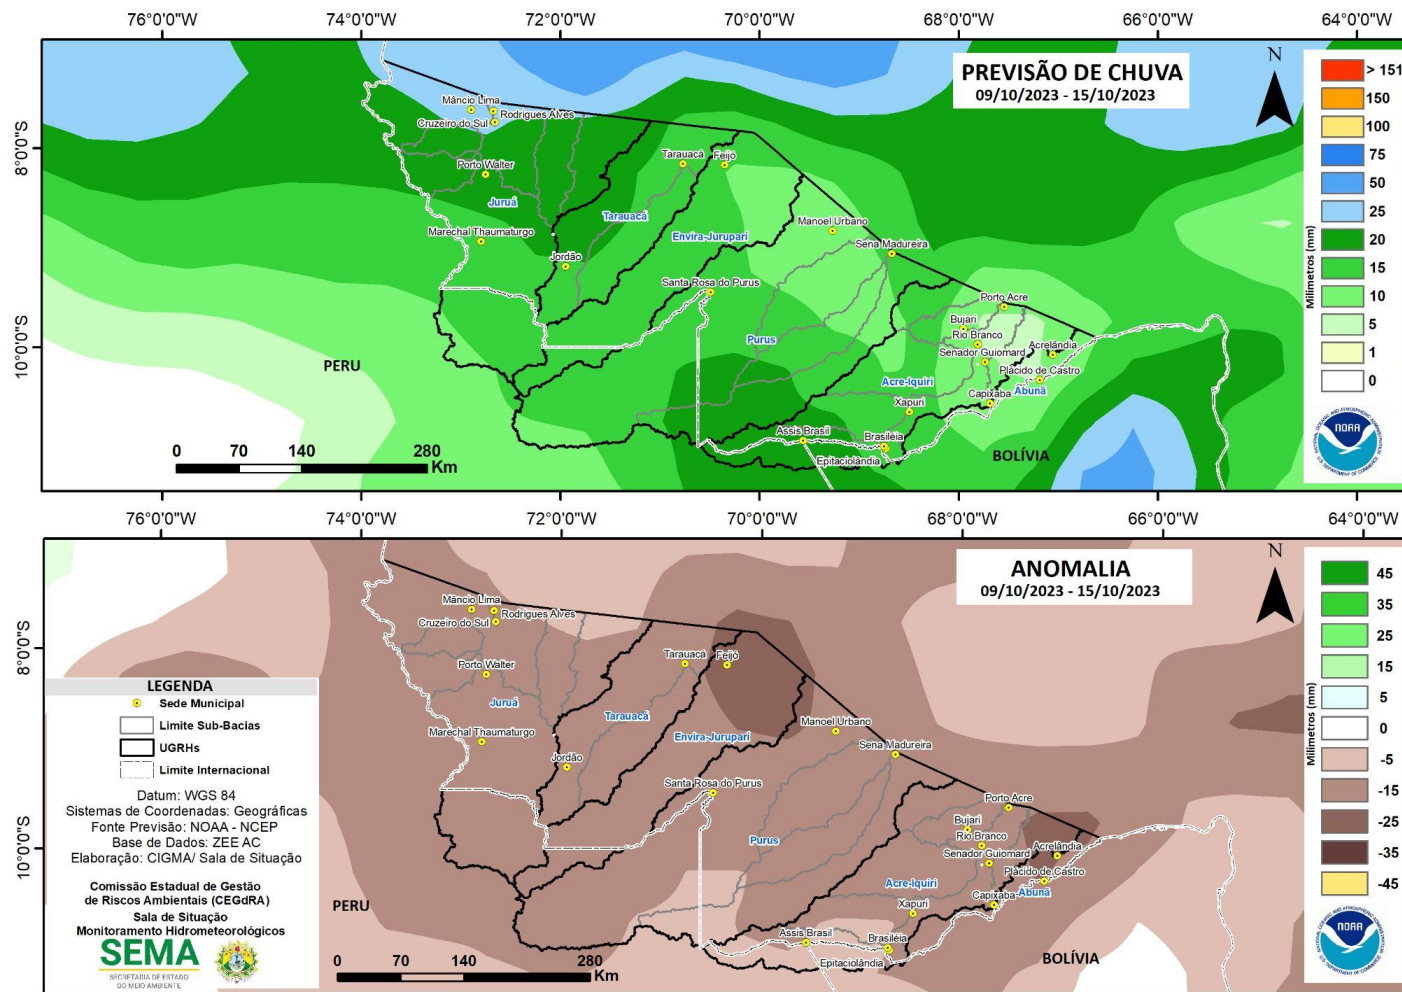 76°0'0"W 74°0'0"W 72°0'0"W 70°0'0"W 68°0'0"W 66°0'0"W 64°0'0"W
PREVISÃO DE CHUVA
09/10/2023 - 15/10/2023
N
8°0'0"S
10°0'0"S
Mâncio Lima
Rodrigues Alves
Cruzeiro do Sul
Porto Walter
Tarauacá
Feijó
Juruá
Tarauacá
Marechal Thaumaturgo
Envira-Jurupari
Manoel Urbano
Sena Madureira
Jordão
Santa Rosa do Purus
Porto Acre
Bujari
Rio Branco
Purus
Senador Guiomard
Acrelândia
PERU
Plácido de Castro
Acre-Iquiri
Abunã
Capixaba
Xapuri
Assis Brasil
Brasiléia
Epitaciolândia
BOLÍVIA
0 70 140 280
Km
Milimetros (mm)
> 151
150
100
75
50
25
20
15
10
5
1
0
NOAA
76°0'0"W 74°0'0"W 72°0'0"W 70°0'0"W 68°0'0"W 66°0'0"W 64°0'0"W
ANOMALIA
09/10/2023 - 15/10/2023
N
8°0'0"S
10°0'0"S
Mâncio Lima
Rodrigues Alves
Cruzeiro do Sul
Porto Walter
Tarauacá
Feijó
Juruá
Tarauacá
Marechal Thaumaturgo
Envira-Jurupari
Manoel Urbano
Sena Madureira
Jordão
Santa Rosa do Purus
Porto Acre
Bujari
Rio Branco
Purus
Senador Guiomard
Acrelândia
Plácido de Castro
Acre-Iquiri
Abunã
Capixaba
PERU
Xapuri
Assis Brasil
Brasiléia
Epitaciolândia
BOLÍVIA
0 70 140 280
Km
Milimetros (mm)
45
35
25
15
5
0
-5
-15
-25
-35
-45
NOAA
LEGENDA
Sede Municipal
Limite Sub-Bacias
UGRHs
Limite Internacional
Datum: WGS 84
Sistemas de Coordenadas: Geográficas
Fonte Previsão: NOAA - NCEP
Base de Dados: ZEE AC
Elaboração: CIGMA/ Sala de Situação
Comissão Estadual de Gestão
de Riscos Ambientais (CEGdRA)
Sala de Situação
Monitoramento Hidrometeorológicos
SEMA
SECRETARIA DE ESTADO
DO MEIO AMBIENTE